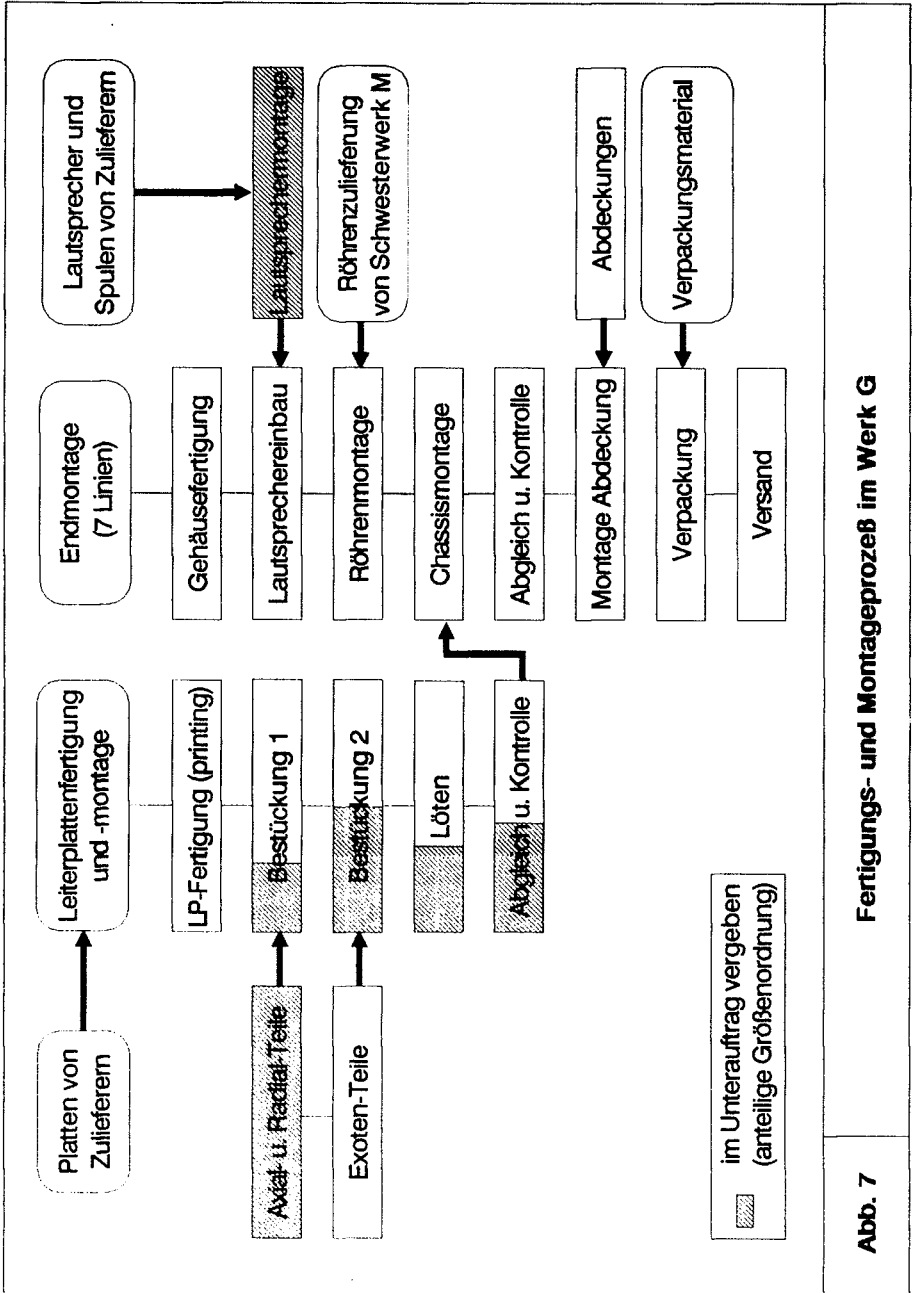 Platten von
Zulieferern
Axial- u. Radial-Teile
Exoten-Teile
Leiterplattenfertigung
und -montage
LP-Fertigung (printing)
Bestückung 1
Bestückung 2
Löten
Abgleich u. Kontrolle
Endmontage
(7 Linien)
Gehäusefertigung
Lautsprechereinbau
Röhrenmontage
Chassismontage
Abgleich u. Kontrolle
Montage Abdeckung
Verpackung
Versand
Lautsprecher und
Spulen von Zulieferern
Lautsprechermontage
Röhrenzulieferung
von Schwesterwerk M
Abdeckungen
Verpackungsmaterial
im Unterauftrag vergeben
(anteilige Größenordnung)
Abb. 7
Fertigungs- und Montageprozeß im Werk G